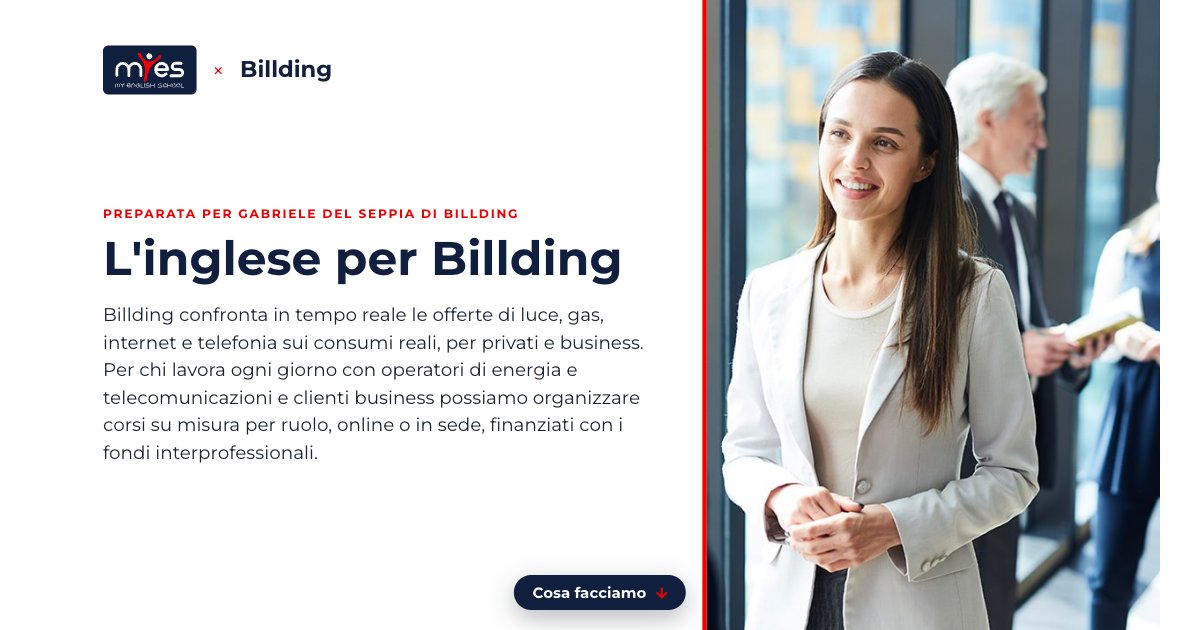 myes
MY ENGLISH SCHOOL
×
Billding
PREPARATA PER GABRIELE DEL SEPPIA DI BILLDING
L'inglese per Billding
Billding confronta in tempo reale le offerte di luce, gas,
internet e telefonia sui consumi reali, per privati e business.
Per chi lavora ogni giorno con operatori di energia e
telecomunicazioni e clienti business possiamo organizzare
corsi su misura per ruolo, online o in sede, finanziati con i
fondi interprofessionali.
Cosa facciamo ↓